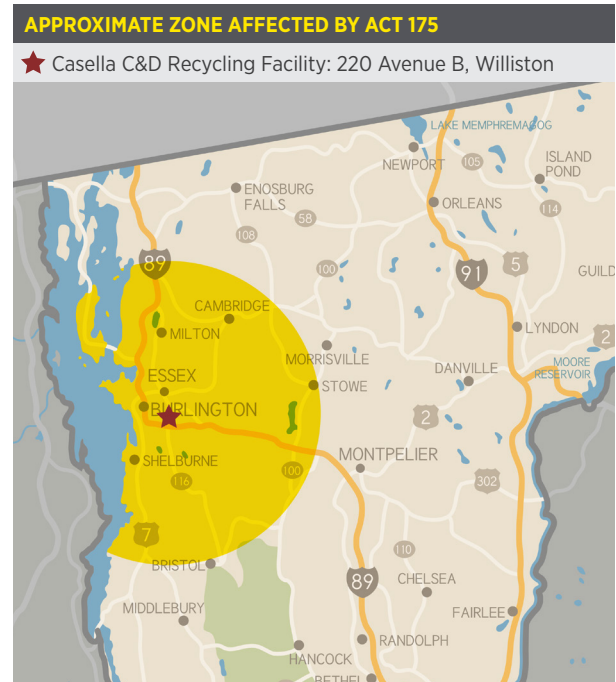 APPROXIMATE ZONE AFFECTED BY ACT 175
Casella C&D Recycling Facility: 220 Avenue B, Williston
LAKE MEMPHREMAGOG
NEWPORT
105
ISLAND
POND
ENOSBURG
FALLS
ORLEANS
58
114
108
89
100
91
5
GUILD
CAMBRIDGE
MILTON
LYNDON
2
MORRISVILLE
MOORE
RESERVOIR
DANVILLE
ESSEX
STOWE
BURLINGTON
2
MONTPELIER
SHELBURNE
100
116
302
7
110
BRISTOL
89
CHELSEA
MIDDLEBURY
FAIRLEE
RANDOLPH
HANCOCK
BETHEL